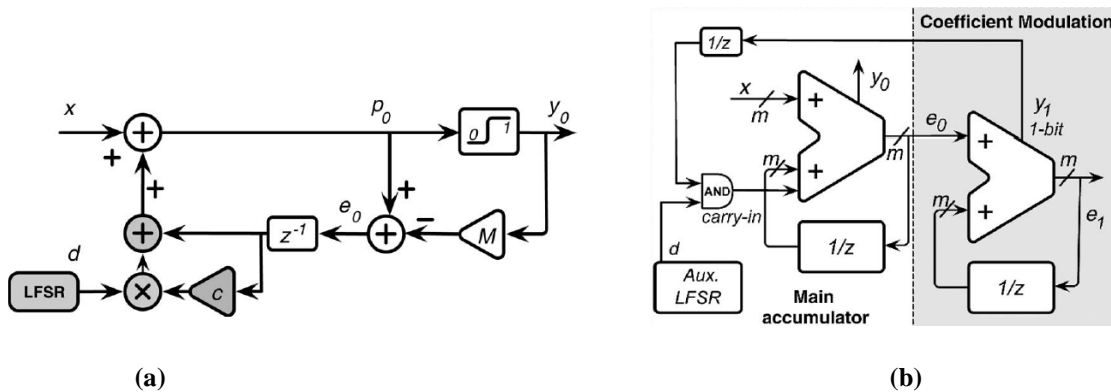 Coefficient Modulation
1/z
x
p₀
y₀
0
1
+
+
+
+
+
+
−
e₀
z⁻¹
M
+
d
LFSR
×
c
y₀
x
m
+
+
m
m
e₀
y₁
1-bit
+
+
m
m
e₁
AND
carry-in
d
Aux.
LFSR
1/z
Main
accumulator
1/z
(a)
(b)